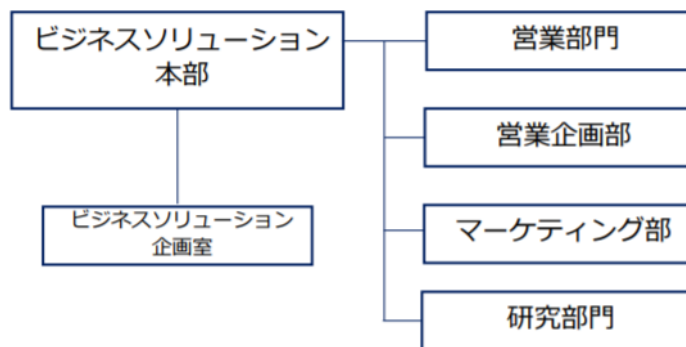 ビジネスソリューション
本部
ビジネスソリューション
企画室
営業部門
営業企画部
マーケティング部
研究部門